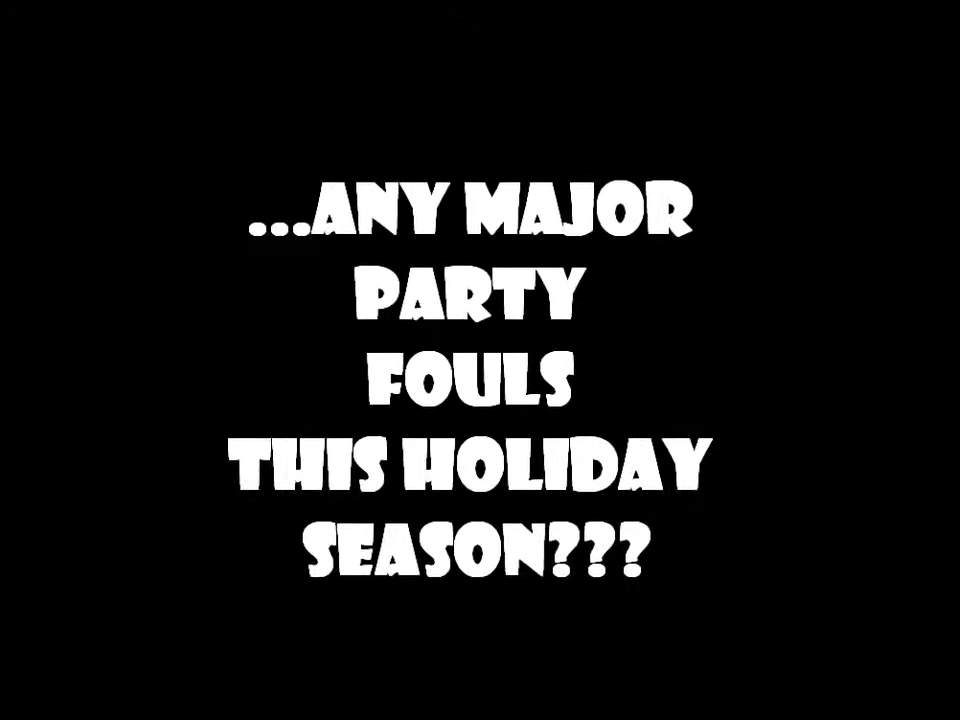 ...ANY MAJOR
PARTY
FOULS
THIS HOLIDAY
SEASON???